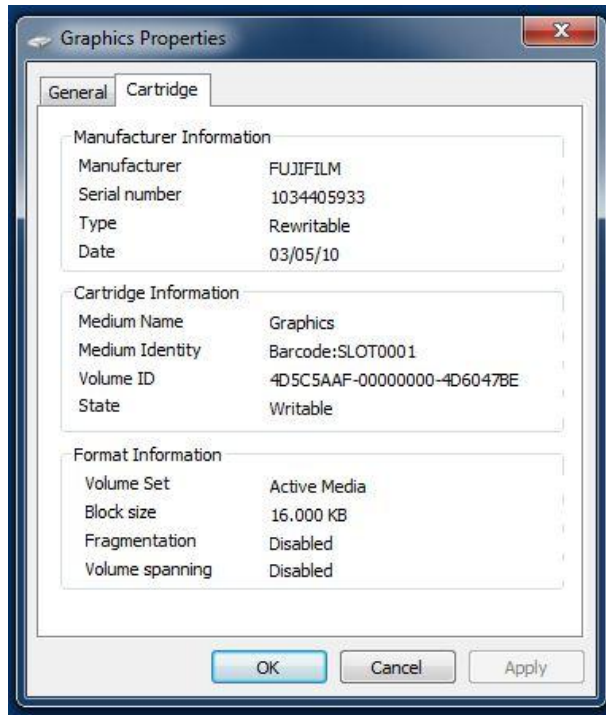 Graphics Properties
General Cartridge
Manufacturer Information
Manufacturer FUJIFILM
Serial number 1034405933
Type Rewritable
Date 03/05/10
Cartridge Information
Medium Name Graphics
Medium Identity Barcode:SLOT0001
Volume ID 4D5C5AAF-00000000-4D6047BE
State Writable
Format Information
Volume Set Active Media
Block size 16.000 KB
Fragmentation Disabled
Volume spanning Disabled
OK Cancel Apply